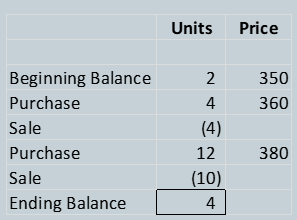 Units Price
Beginning Balance 2 350
Purchase 4 360
Sale (4)
Purchase 12 380
Sale (10)
Ending Balance 4